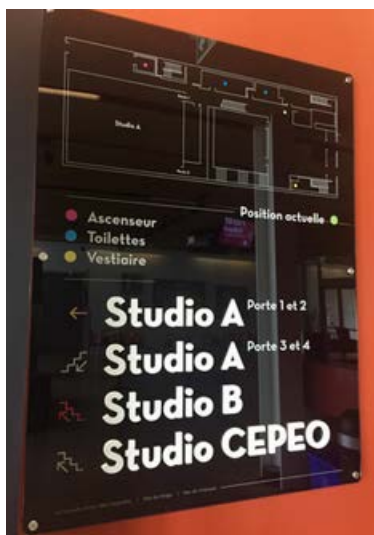 Studio A
Ascenseur
Toilettes
Vestiaire
Position actuelle
Studio A Porte 1 et 2
Studio A Porte 3 et 4
Studio B
Studio CEPEO